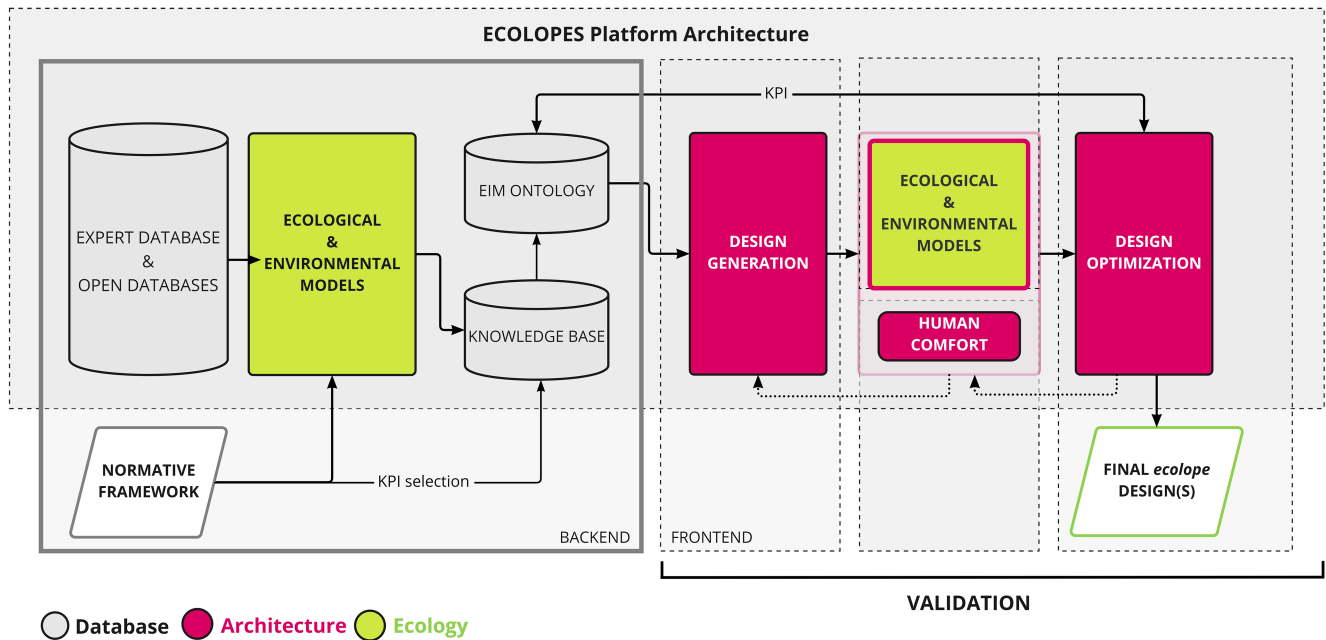 ECOLOPES Platform Architecture
KPI
EXPERT DATABASE
&
OPEN DATABASES
ECOLOGICAL
&
ENVIRONMENTAL
MODELS
EIM ONTOLOGY
KNOWLEDGE BASE
DESIGN
GENERATION
ECOLOGICAL
&
ENVIRONMENTAL
MODELS
HUMAN
COMFORT
DESIGN
OPTIMIZATION
NORMATIVE
FRAMEWORK
KPI selection
BACKEND
FRONTEND
FINAL ecolope
DESIGN(S)
VALIDATION
Database
Architecture
Ecology